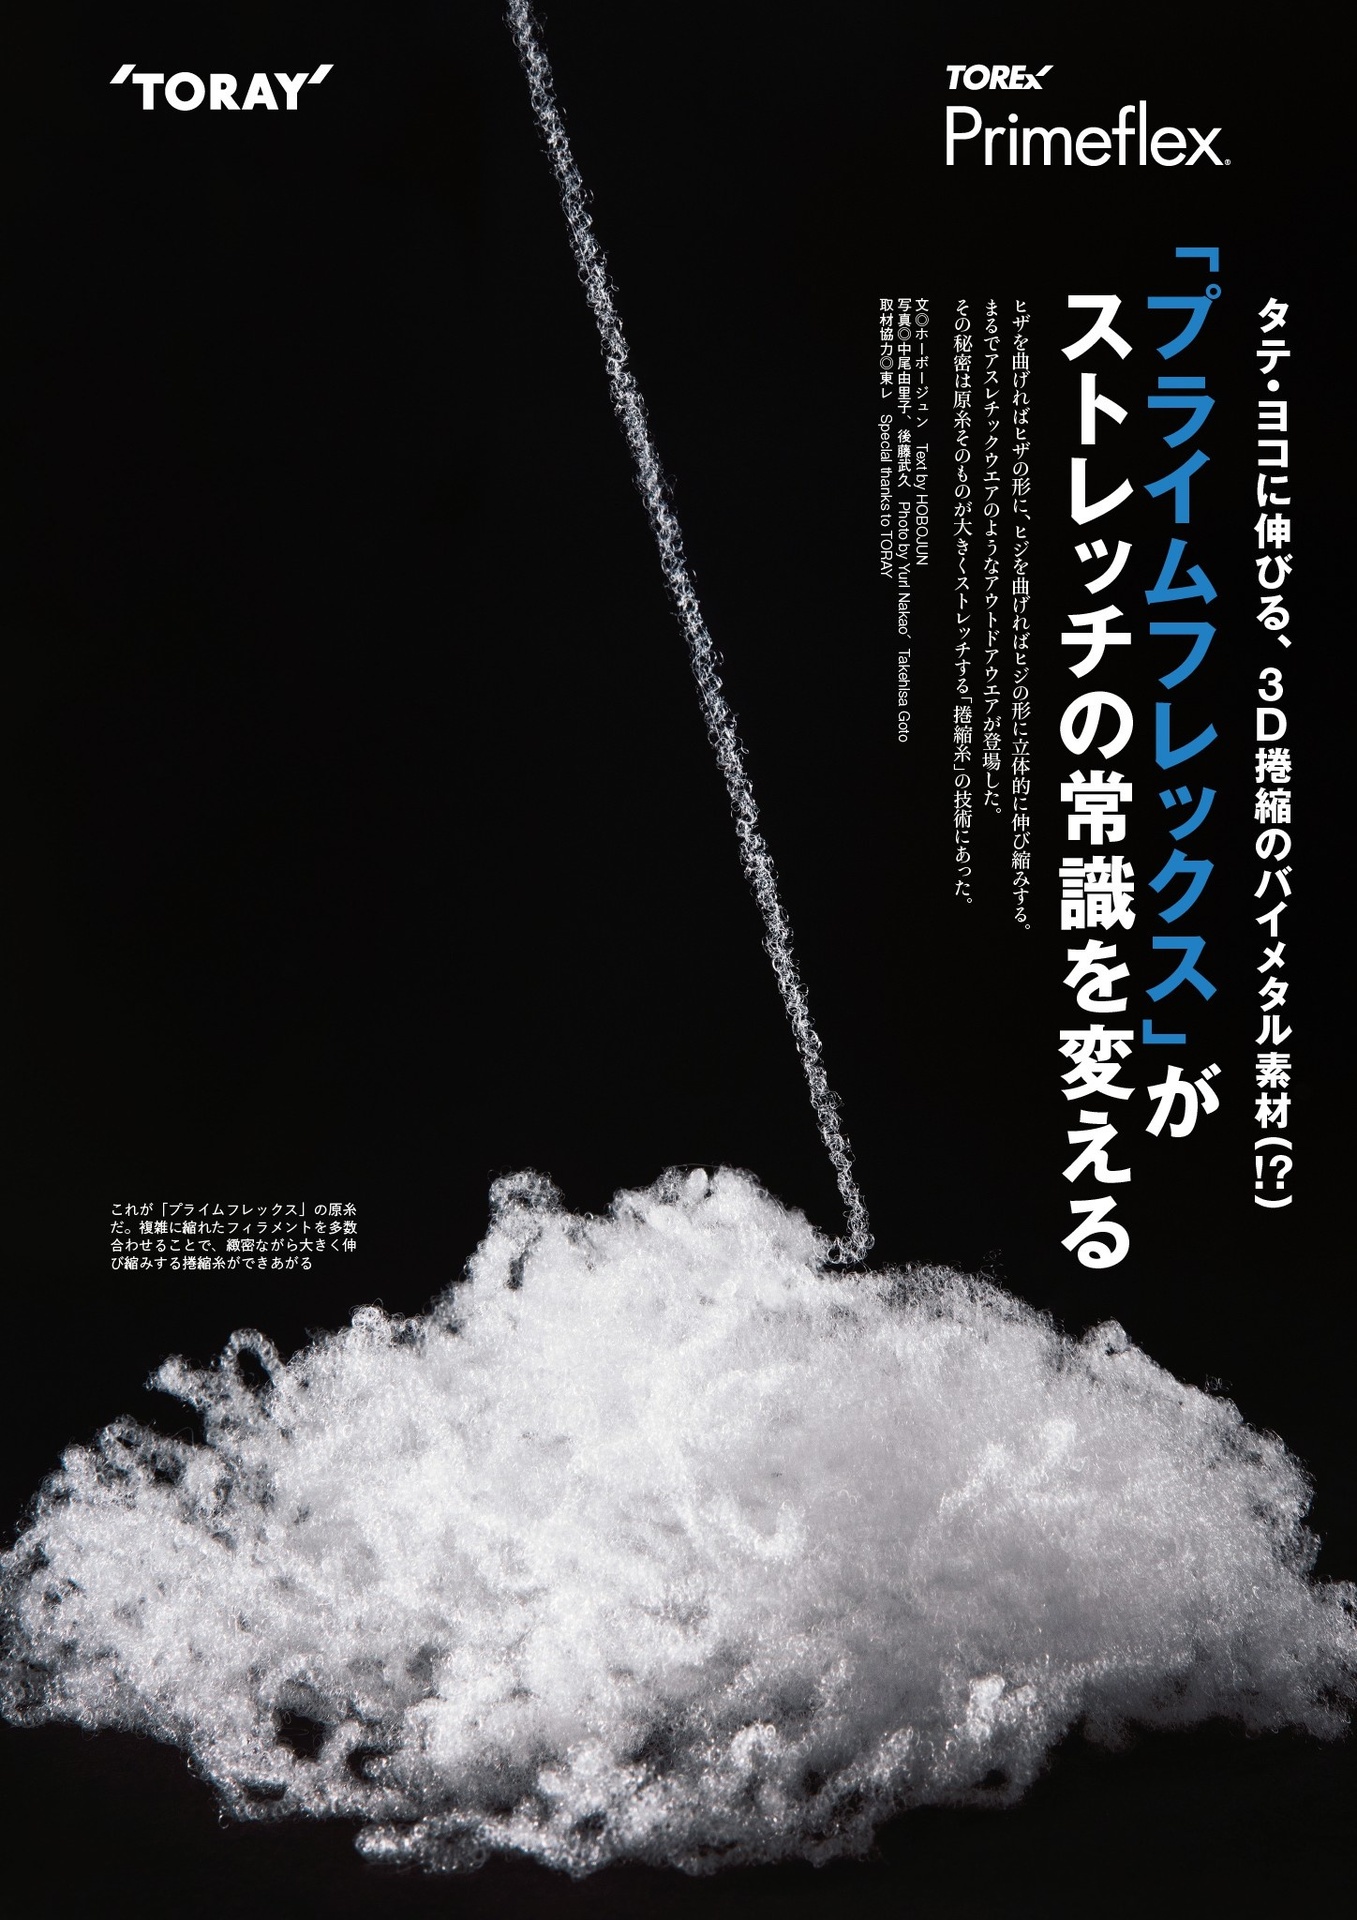 TORAY
TOREX
Primeflex®
タテ・ヨコに伸びる、3D捲縮のバイメタル素材(!?)
「プライムフレックス」が
ストレッチの常識を変える
ヒザを曲げればヒザの形に、ヒジを曲げればヒジの形に立体的に伸び縮みする。
まるでアスレチックウエアのようなアウトドアウエアが登場した。
その秘密は原糸そのものが大きくストレッチする「捲縮糸」の技術にあった。
文◎ホーボージュン Text by HOBOJUN
写真◎中尾由里子、後藤武久 Photo by Yuri Nakao, Takehisa Goto
取材協力◎東レ Special thanks to TORAY
これが「プライムフレックス」の原糸
だ。複雑に縮れたフィラメントを多数
合わせることで、緻密ながら大きく伸
び縮みする捲縮糸ができあがる